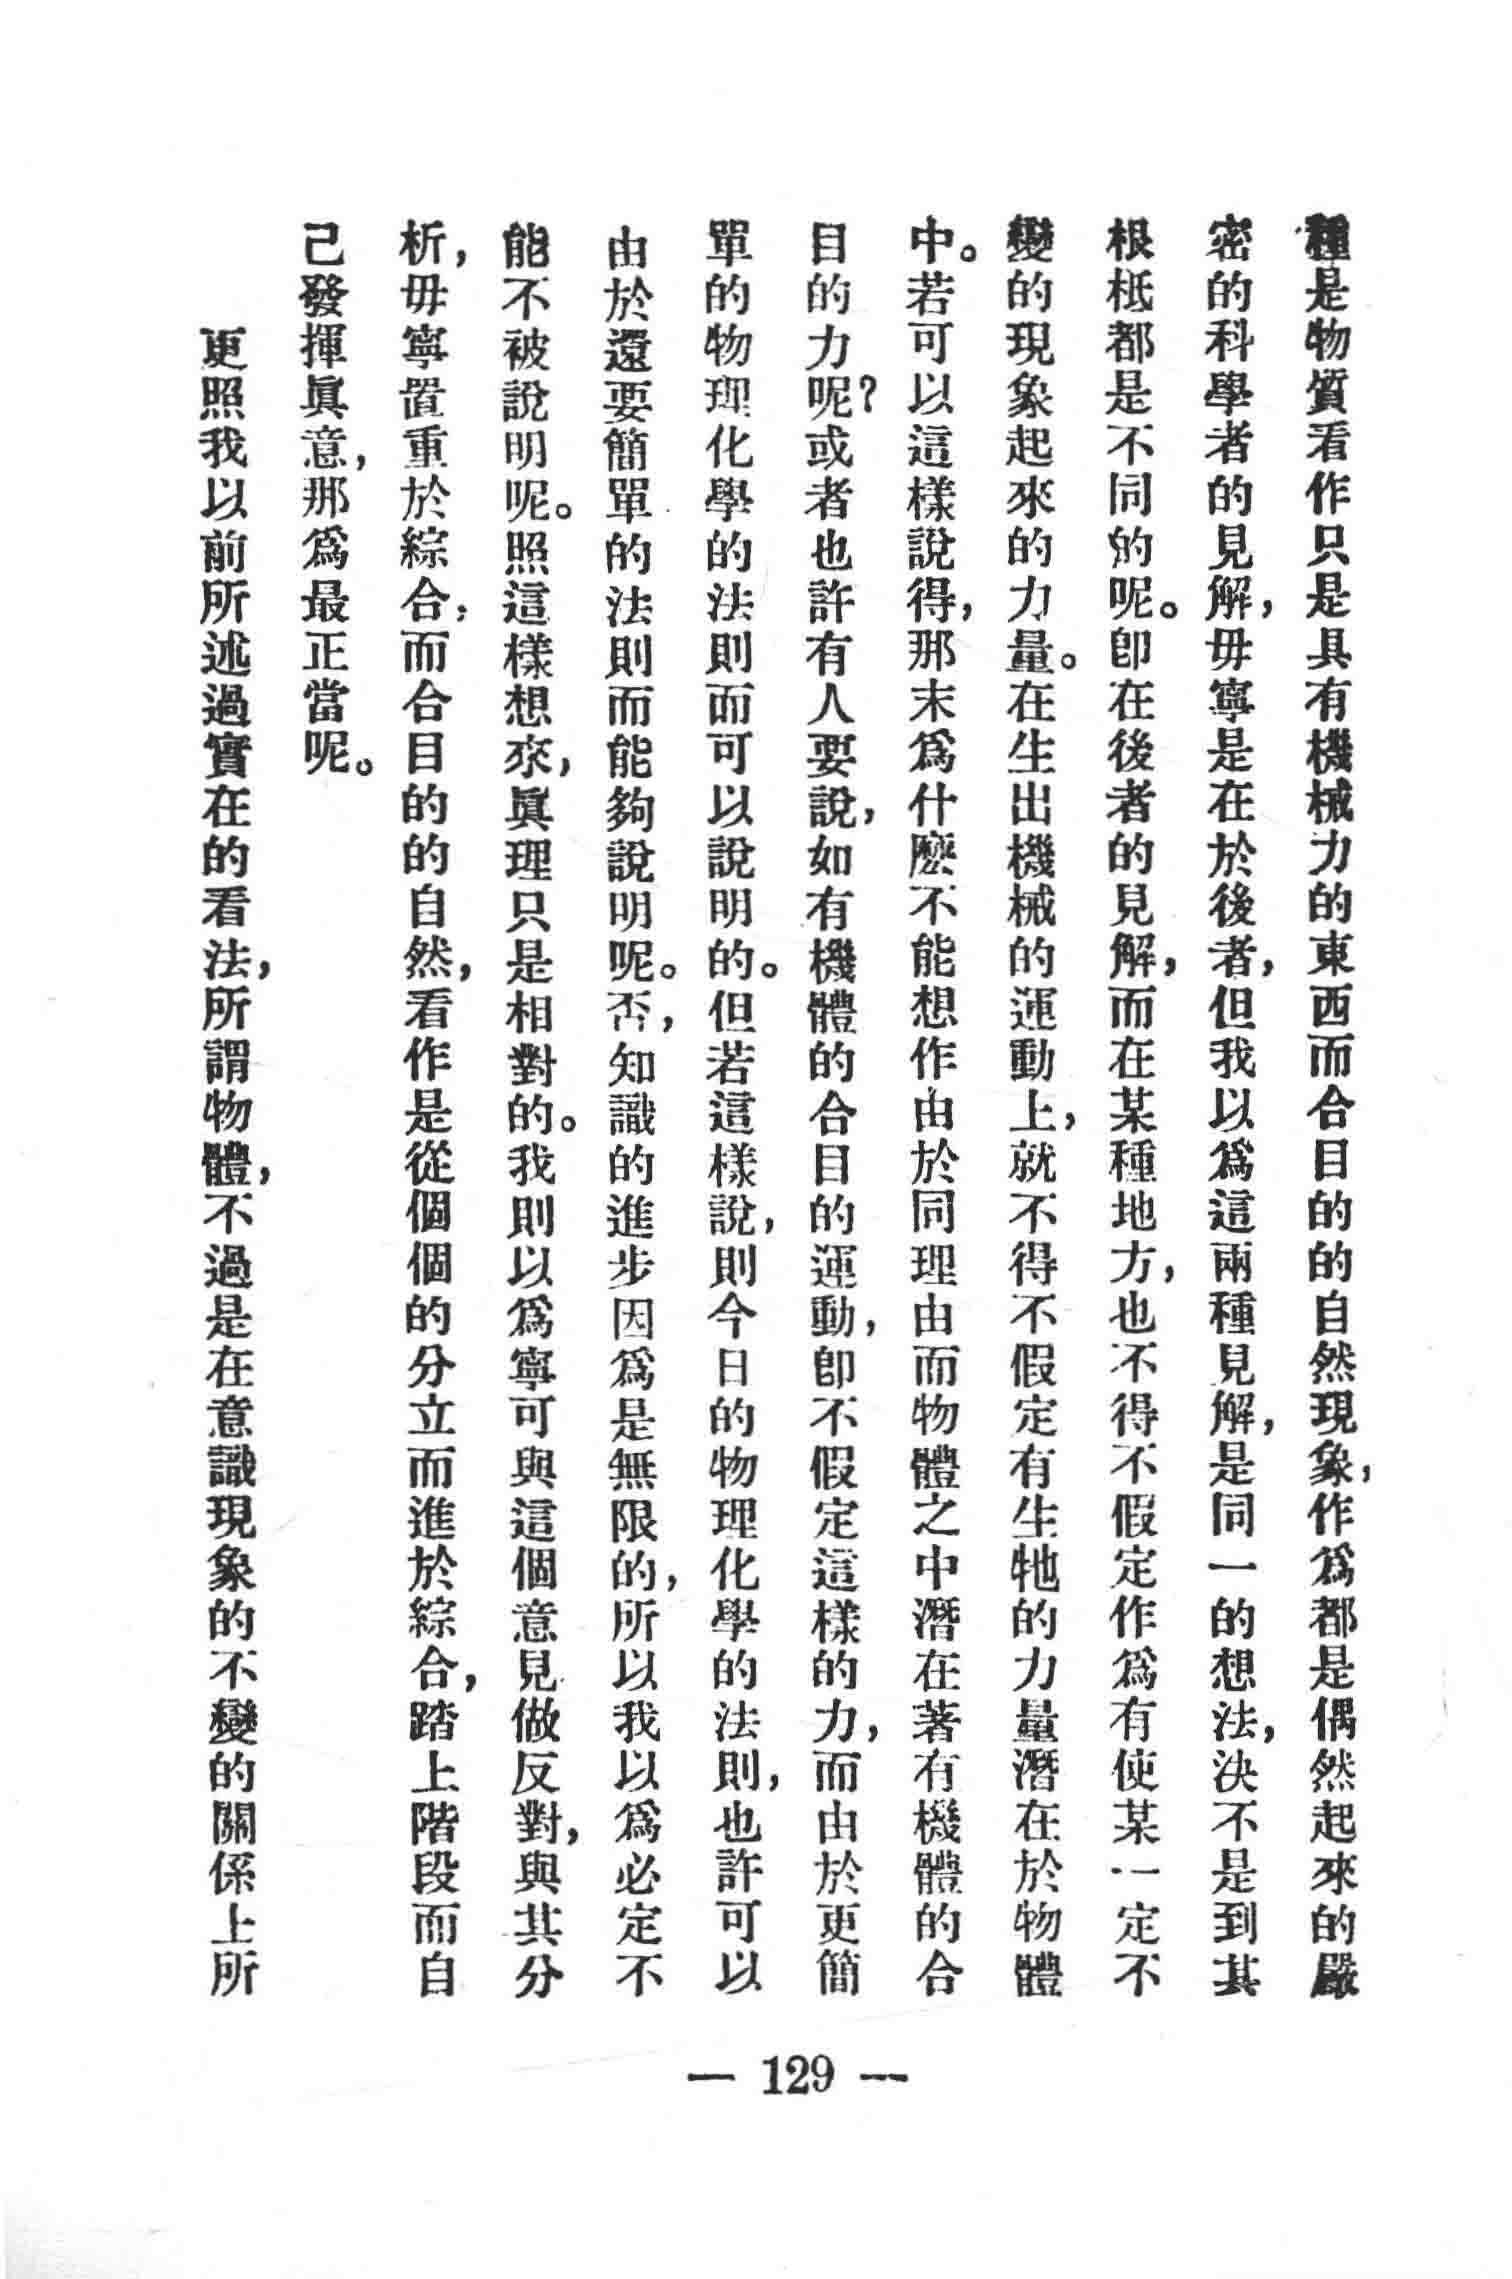 種是物質看作只是具有機械力的東西而合目的的自然現象，作爲都是偶然起來的嚴
密的科學者的見解，毋寧是在於後者，但我以爲這兩種見解，是同一的想法，決不是到其
根柢都是不同的呢。卽在後者的見解，而在某種地方，也不得不假定作爲有使某一定不
變的現象起來的力量。在生出機械的運動上，就不得不假定有生牠的力量潛在於物體
中。若可以這樣說得，那末爲什麼不能想作由於同理由而物體之中潛在著有機體的合
目的力呢？或者也許有人要說，如有機體的合目的運動，卽不假定這樣的力，而由於更簡
單的物理化學的法則而可以說明的。但若這樣說，則今日的物理化學的法則，也許可以
由於還要簡單的法則而能夠說明呢。否，知識的進步因爲是無限的，所以我以爲必定不
能不被說明呢。照這樣想來，眞理只是相對的。我則以爲寧可與這個意見做反對，與其分
析，毋寧置重於綜合；而合目的的自然，看作是從個個的分立而進於綜合，踏上階段而自
己發揮眞意，那爲最正當呢。
更照我以前所述過實在的看法，所謂物體，不過是在意識現象的不變的關係上所
— 129 —